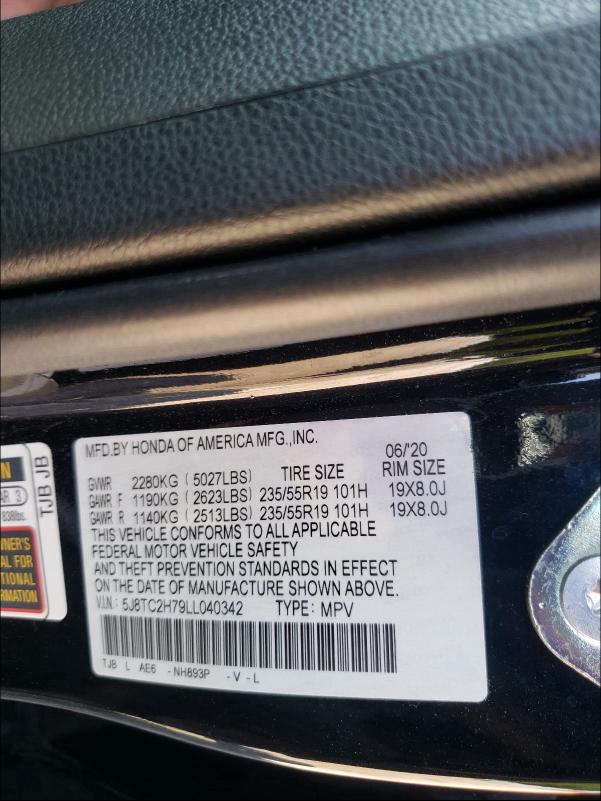 MFD.BY HONDA OF AMERICA MFG.,INC.
06/'20
GVWR 2280KG (5027LBS) TIRE SIZE RIM SIZE
GAWR F 1190KG (2623LBS) 235/55R19 101H 19X8.0J
GAWR R 1140KG (2513LBS) 235/55R19 101H 19X8.0J
THIS VEHICLE CONFORMS TO ALL APPLICABLE
FEDERAL MOTOR VEHICLE SAFETY
AND THEFT PREVENTION STANDARDS IN EFFECT
ON THE DATE OF MANUFACTURE SHOWN ABOVE.
V.I.N.: 5J8TC2H79LL040342 TYPE: MPV
TJB L AE6 -NH893P -V-L
TJB JB
3
838lbs.